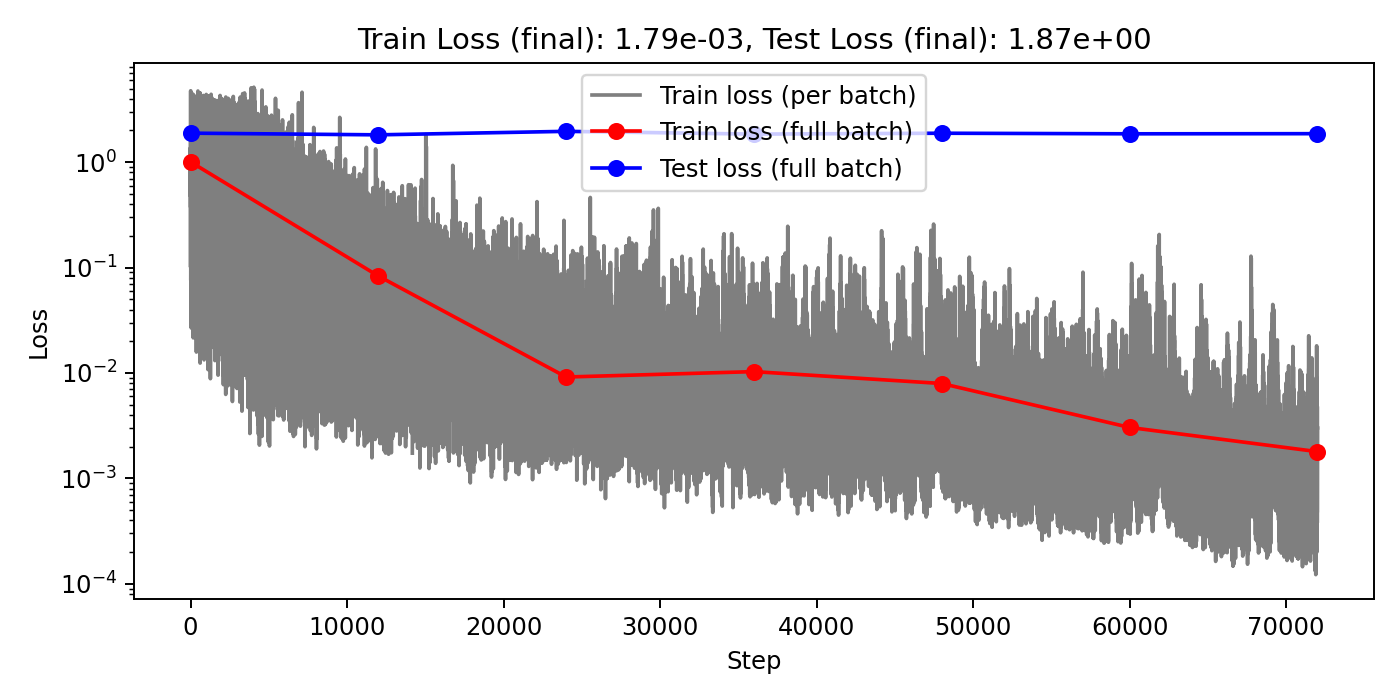 Train Loss (final): 1.79e-03, Test Loss (final): 1.87e+00
Train loss (per batch)
Train loss (full batch)
Test loss (full batch)
Loss
10⁰
10⁻¹
10⁻²
10⁻³
10⁻⁴
0 10000 20000 30000 40000 50000 60000 70000
Step